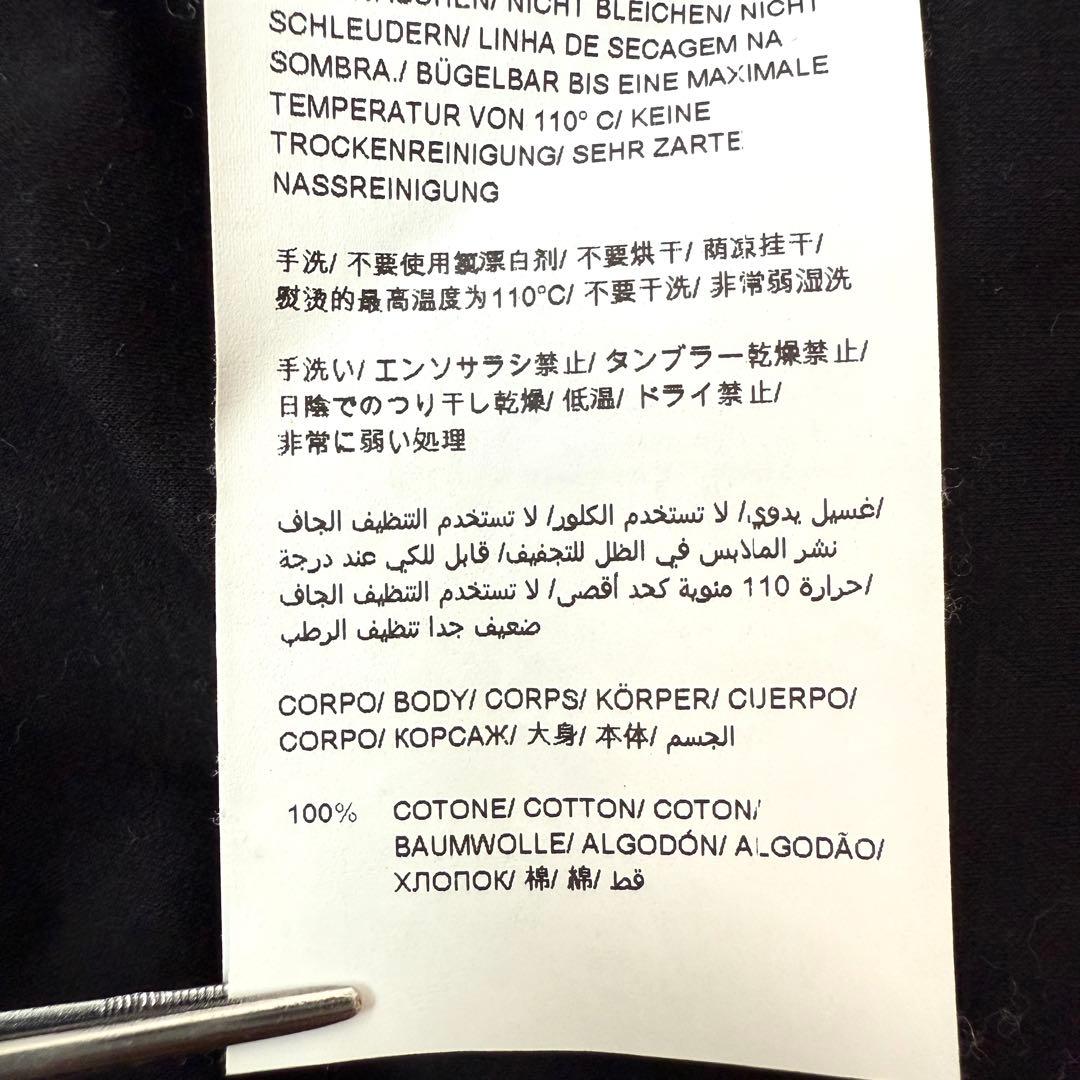 NICHT BLEICHEN/ NICHT
SCHLEUDERN/ LINHA DE SECAGEM NA
SOMBRA./ BÜGELBAR BIS EINE MAXIMALE
TEMPERATUR VON 110° C/ KEINE
TROCKENREINIGUNG/ SEHR ZARTE
NASSREINIGUNG
手洗/ 不要使用氯漂白剂/ 不要烘干/ 荫凉挂干/
熨烫的最高温度为110°C/ 不要干洗/ 非常弱湿洗
手洗い/ エンソサラシ禁止/ タンブラー乾燥禁止/
日陰でのつり干し乾燥/ 低温/ ドライ禁止/
非常に弱い処理
غسيل يدوي/ لا تستخدم الكلور/ لا تستخدم التنظيف الجاف/
نشر الملابس في الظل للتجفيف/ قابل للكي عند درجة
حرارة 110 مئوية كحد أقصى/ لا تستخدم التنظيف الجاف/
ضعيف جدا تنظيف الرطب
CORPO/ BODY/ CORPS/ KÖRPER/ CUERPO/
CORPO/ КОРСАЖ/ 大身/ 本体/ الجسم
100% COTONE/ COTTON/ COTON/
BAUMWOLLE/ ALGODÓN/ ALGODÃO/
ХЛОПОК/ 棉/ 綿/ قط